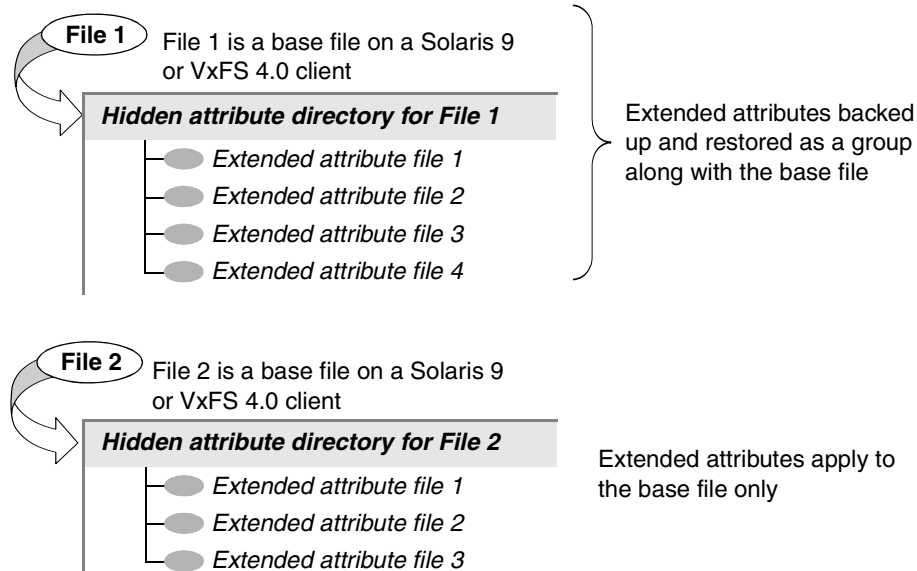 File 1
File 1 is a base file on a Solaris 9
or VxFS 4.0 client
Hidden attribute directory for File 1
Extended attribute file 1
Extended attribute file 2
Extended attribute file 3
Extended attribute file 4
Extended attributes backed
up and restored as a group
along with the base file
File 2
File 2 is a base file on a Solaris 9
or VxFS 4.0 client
Hidden attribute directory for File 2
Extended attribute file 1
Extended attribute file 2
Extended attribute file 3
Extended attributes apply to
the base file only